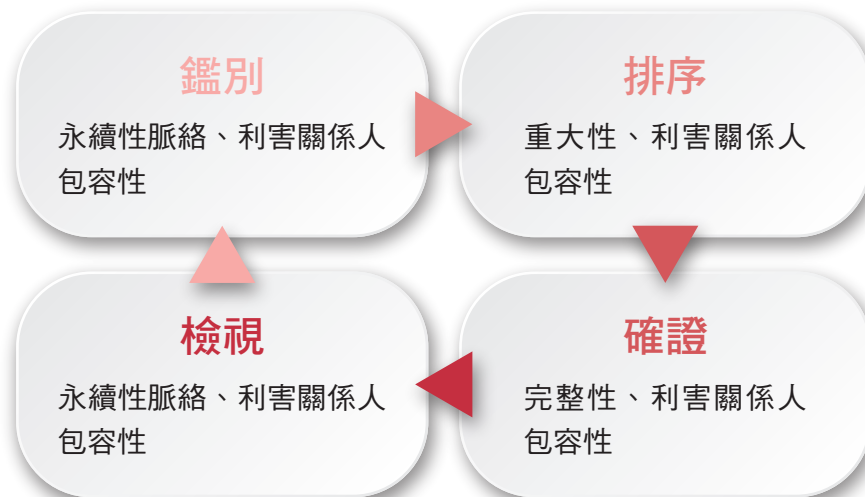 鑑別
永續性脈絡、利害關係人
包容性
排序
重大性、利害關係人
包容性
檢視
永續性脈絡、利害關係人
包容性
確證
完整性、利害關係人
包容性